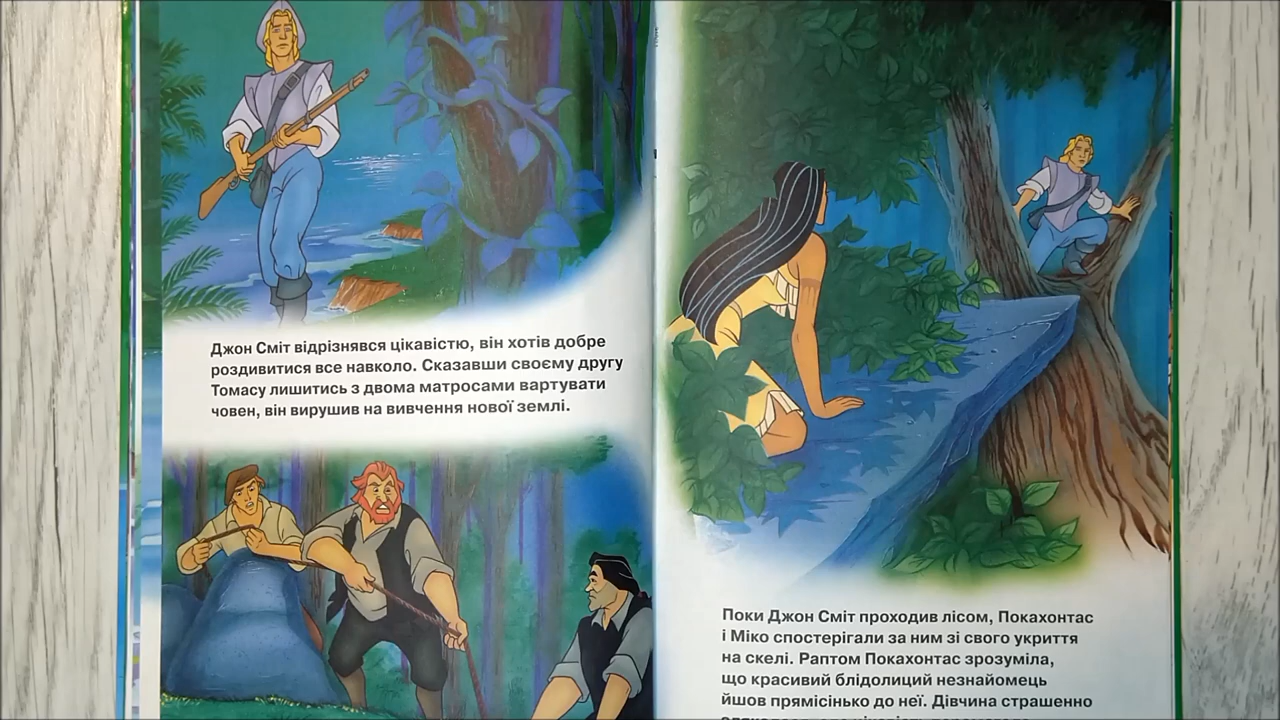 Джон Сміт відрізнявся цікавістю, він хотів добре
роздивитися все навколо. Сказавши своєму другу
Томасу лишитись з двома матросами вартувати
човен, він вирушив на вивчення нової землі.
Поки Джон Сміт проходив лісом, Покахонтас
і Міко спостерігали за ним зі свого укриття
на скелі. Раптом Покахонтас зрозуміла,
що красивий блідолиций незнайомець
йшов прямісінько до неї. Дівчина страшенно